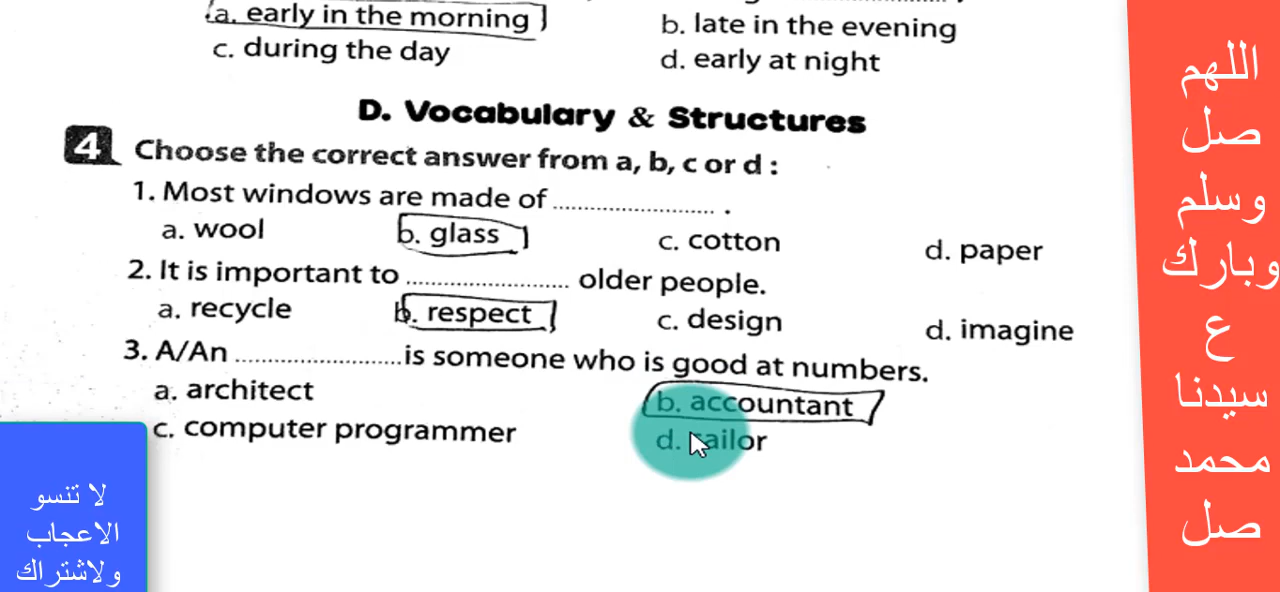 a. early in the morning
b. late in the evening
c. during the day
d. early at night
D. Vocabulary & Structures
4 Choose the correct answer from a, b, c or d :
1. Most windows are made of ........................... .
a. wool b. glass c. cotton d. paper
2. It is important to ........................... older people.
a. recycle b. respect c. design d. imagine
3. A/An ........................... is someone who is good at numbers.
a. architect b. accountant
c. computer programmer d. tailor
اللهم
صل
وسلم
وبارك
ع
سيدنا
محمد
صل
لا تنسو
الاعجاب
ولاشتراك